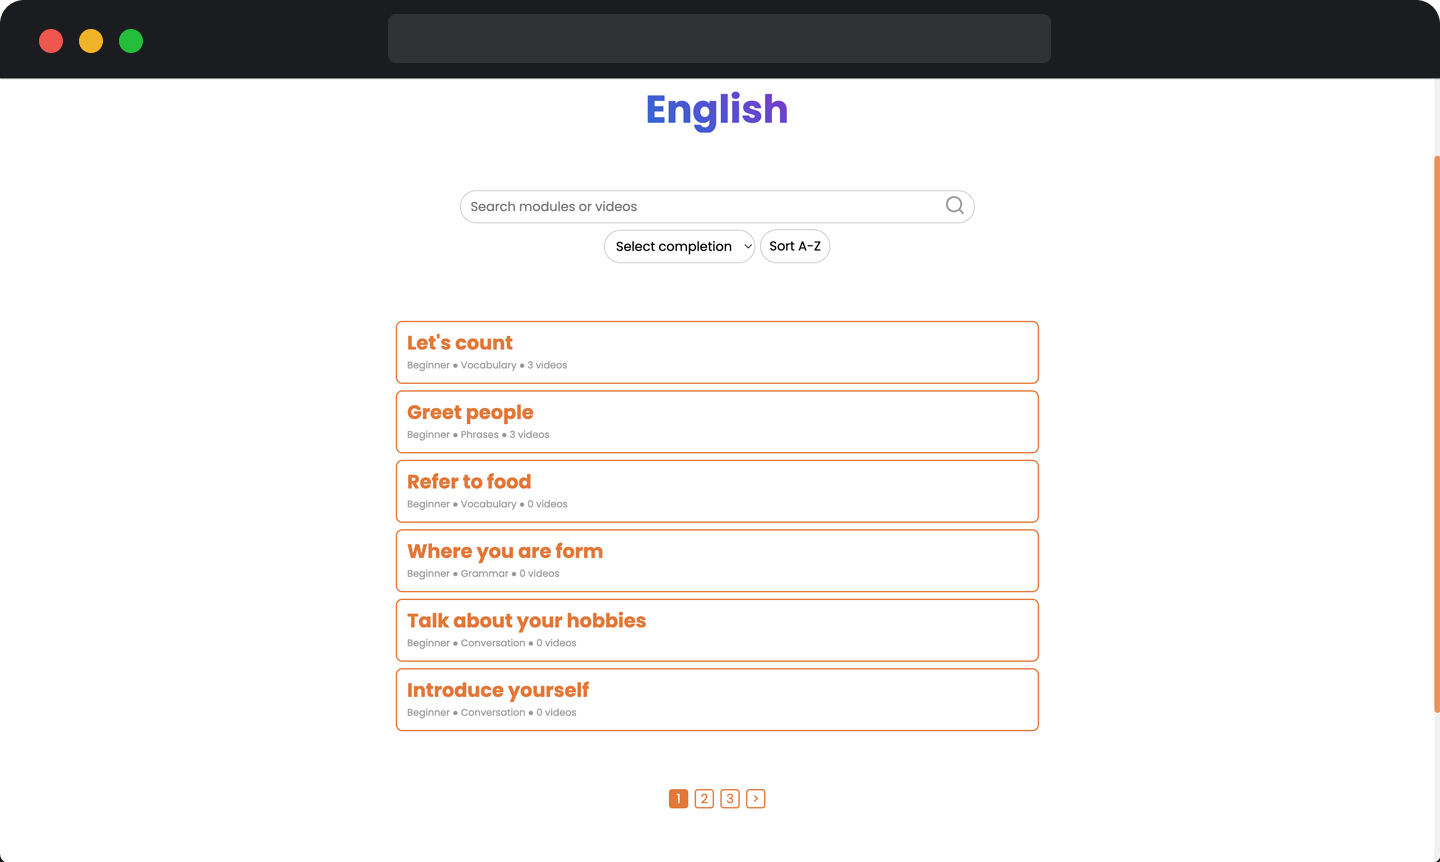 English
Search modules or videos
Select completion
Sort A-Z
Let's count
Beginner ● Vocabulary ● 3 videos
Greet people
Beginner ● Phrases ● 3 videos
Refer to food
Beginner ● Vocabulary ● 0 videos
Where you are form
Beginner ● Grammar ● 0 videos
Talk about your hobbies
Beginner ● Conversation ● 0 videos
Introduce yourself
Beginner ● Conversation ● 0 videos
1 2 3 >